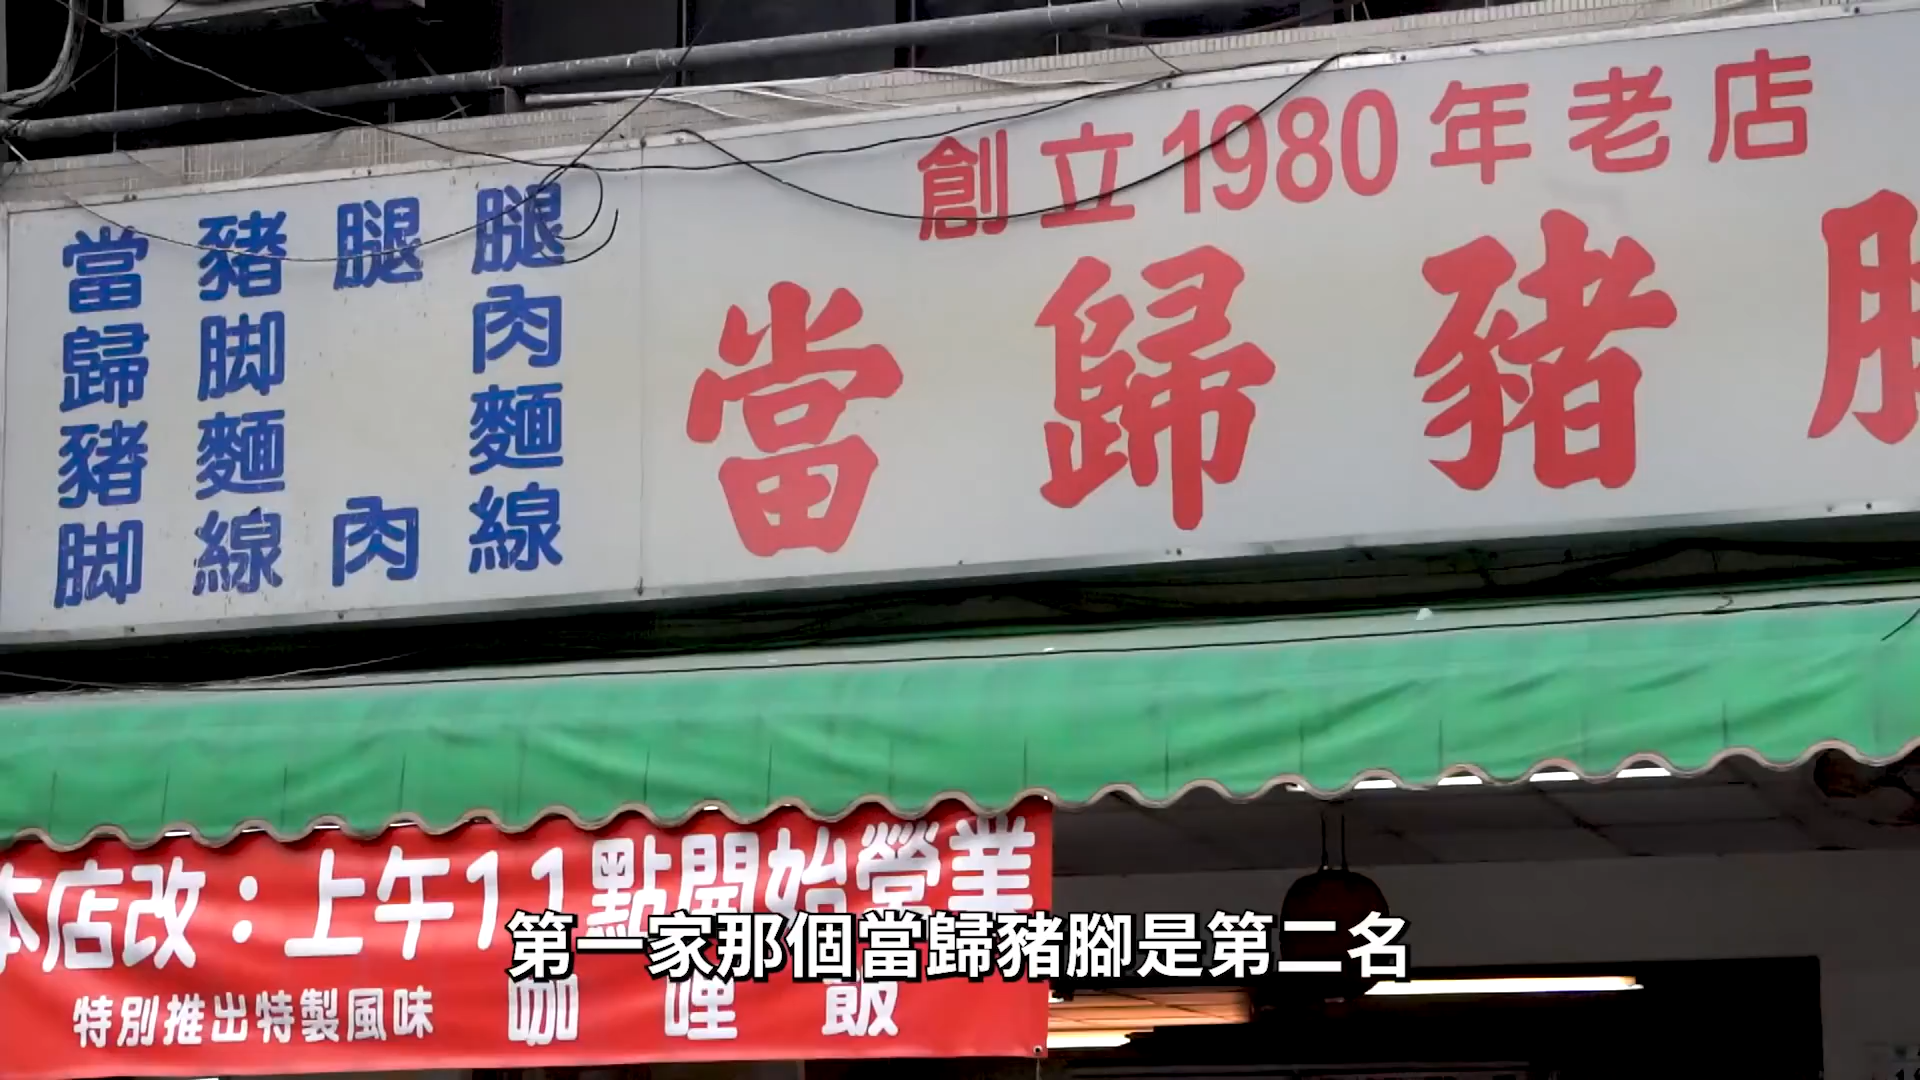 創立1980年老店
當歸豬
當歸豬脚
豬脚麵線
腿肉
腿肉麵線
本店改:上午11點開始營業
特別推出特製風味 咖哩飯
第一家那個當歸豬腳是第二名